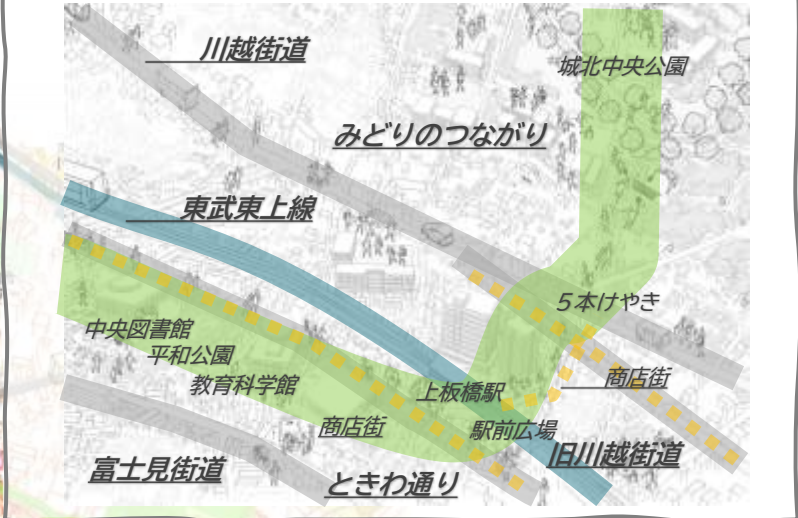 川越街道
城北中央公園
みどりのつながり
東武東上線
５本けやき
中央図書館
平和公園
教育科学館
上板橋駅
商店街
商店街
駅前広場
旧川越街道
富士見街道
ときわ通り